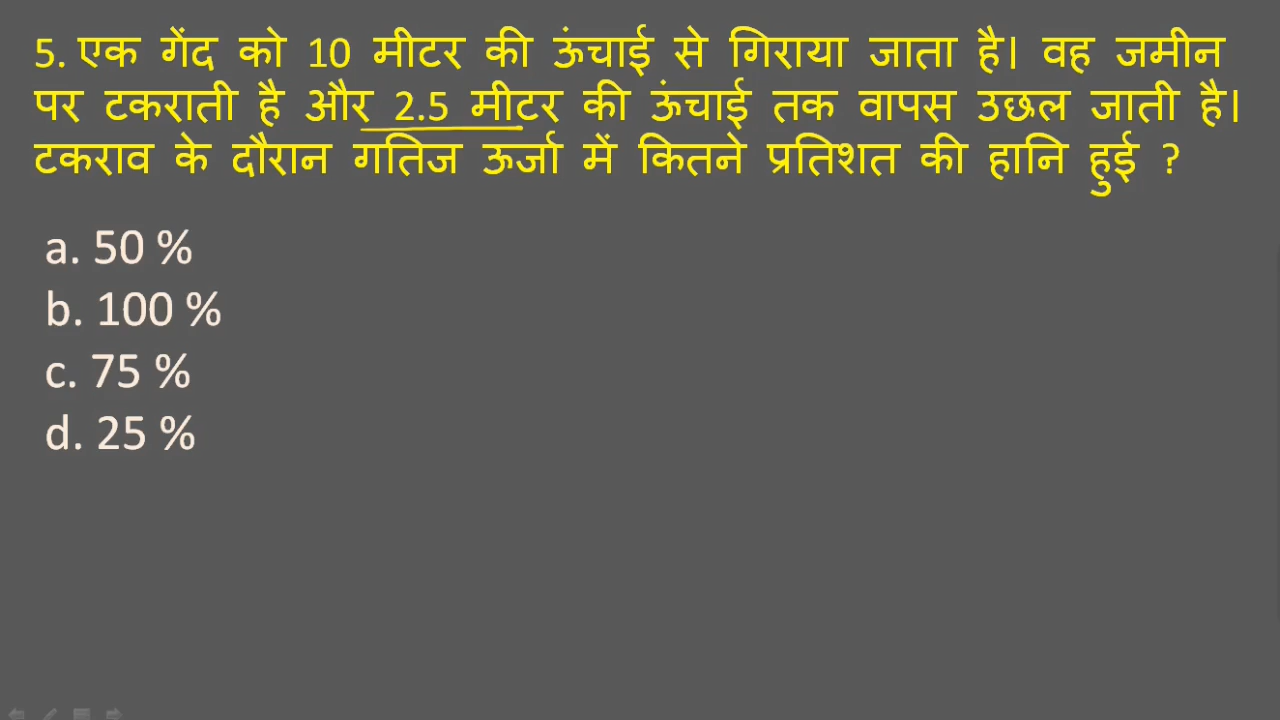 5. एक गेंद को 10 मीटर की ऊंचाई से गिराया जाता है। वह जमीन
पर टकराती है और 2.5 मीटर की ऊंचाई तक वापस उछल जाती है।
टकराव के दौरान गतिज ऊर्जा में कितने प्रतिशत की हानि हुई ?
a. 50 %
b. 100 %
c. 75 %
d. 25 %